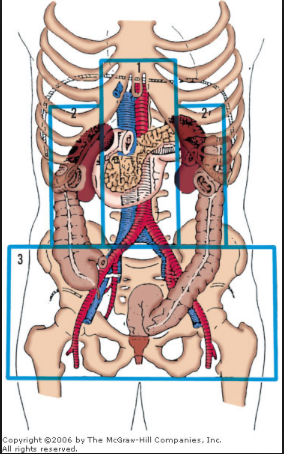 1
2
2
3
Copyright ©2006 by The McGraw-Hill Companies, Inc.
All rights reserved.